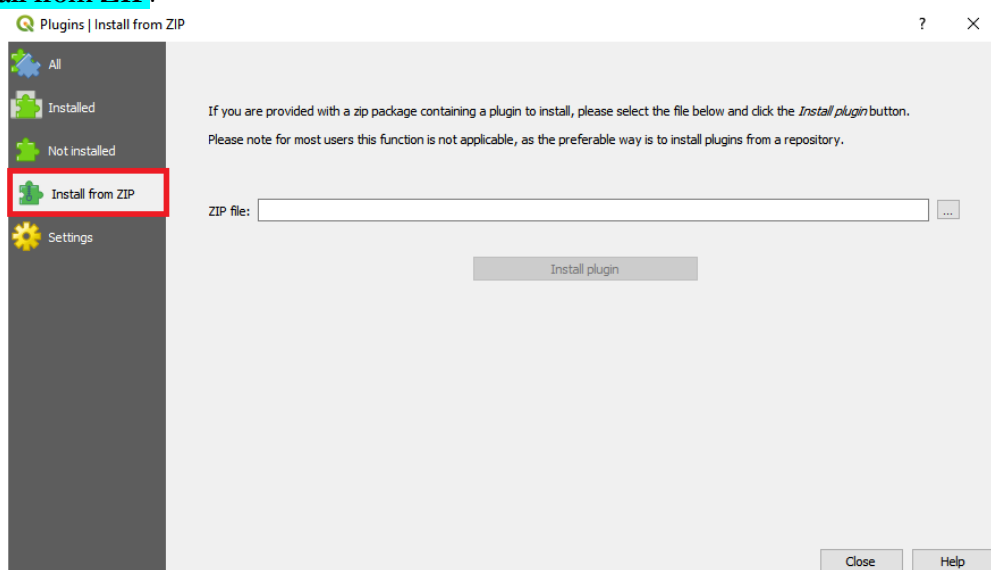 all from ZIP.
Plugins | Install from ZIP
?
All
Installed
If you are provided with a zip package containing a plugin to install, please select the file below and click the Install plugin button.
Please note for most users this function is not applicable, as the preferable way is to install plugins from a repository.
Not installed
Install from ZIP
ZIP file:
...
Settings
Install plugin
Close
Help